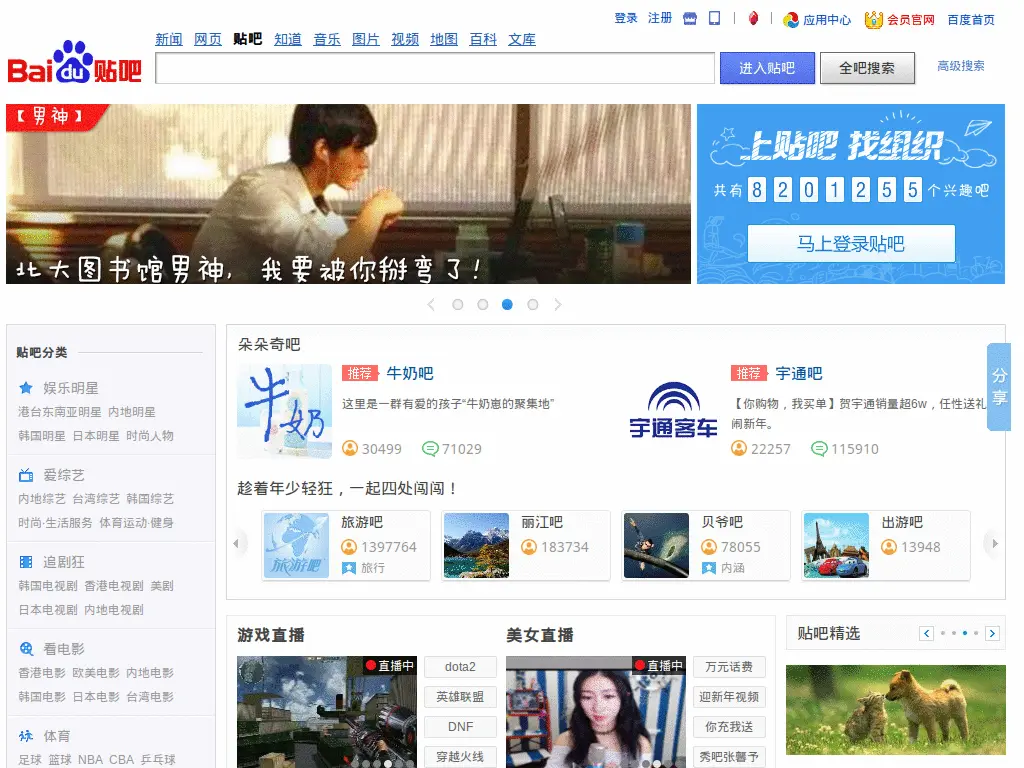 登录 注册 应用中心 会员官网 百度首页
新闻 网页 贴吧 知道 音乐 图片 视频 地图 百科 文库
Bai du 贴吧
进入贴吧 全吧搜索 高级搜索
【男神】
北大图书馆男神，我要被你掰弯了！
上贴吧 找组织
共有 8 2 0 1 2 5 5 个兴趣吧
马上登录贴吧
贴吧分类
娱乐明星
港台东南亚明星 内地明星
韩国明星 日本明星 时尚人物
爱综艺
内地综艺 台湾综艺 韩国综艺
时尚·生活服务 体育运动·健身
追剧狂
韩国电视剧 香港电视剧 美剧
日本电视剧 内地电视剧
看电影
香港电影 欧美电影 内地电影
韩国电影 日本电影 台湾电影
体育
足球 篮球 NBA CBA 乒乓球
朵朵奇吧
牛奶
推荐 牛奶吧
这里是一群有爱的孩子“牛奶崽的聚集地”
30499 71029
宇通客车
推荐 宇通吧
【你购物，我买单】贺宇通销量超6w，任性送礼
闹新年。
22257 115910
分享
趁着年少轻狂，一起四处闯闯！
旅游吧
旅游吧
1397764
旅行
丽江吧
183734
贝爷吧
78055
内涵
出游吧
13948
游戏直播
直播中
dota2
英雄联盟
DNF
穿越火线
美女直播
直播中
万元话费
迎新年视频
你充我送
秀吧张馨予
贴吧精选